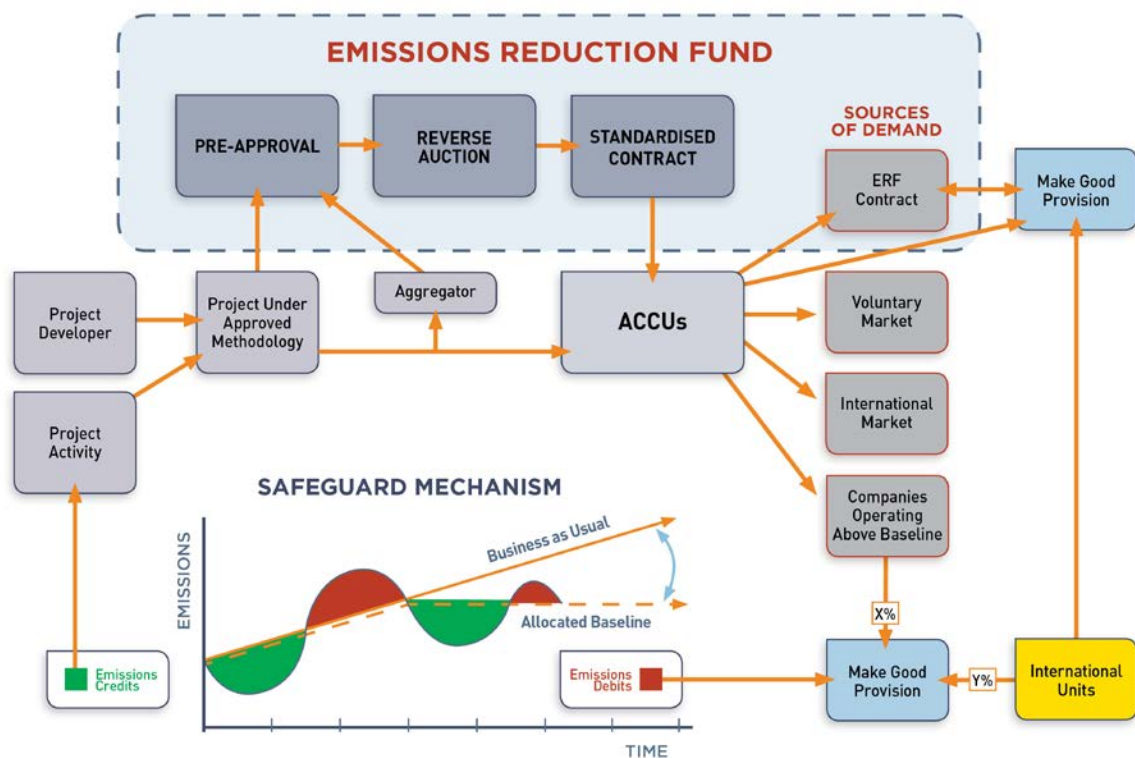 EMISSIONS REDUCTION FUND
PRE-APPROVAL
REVERSE
AUCTION
STANDARDISED
CONTRACT
SOURCES
OF DEMAND
ERF
Contract
Make Good
Provision
Project
Developer
Project Under
Approved
Methodology
Aggregator
ACCUs
Voluntary
Market
International
Market
Project
Activity
Companies
Operating
Above Baseline
SAFEGUARD MECHANISM
EMISSIONS
Business as Usual
Allocated Baseline
X%
Emissions
Credits
Emissions
Debits
Make Good
Provision
Y%
International
Units
TIME